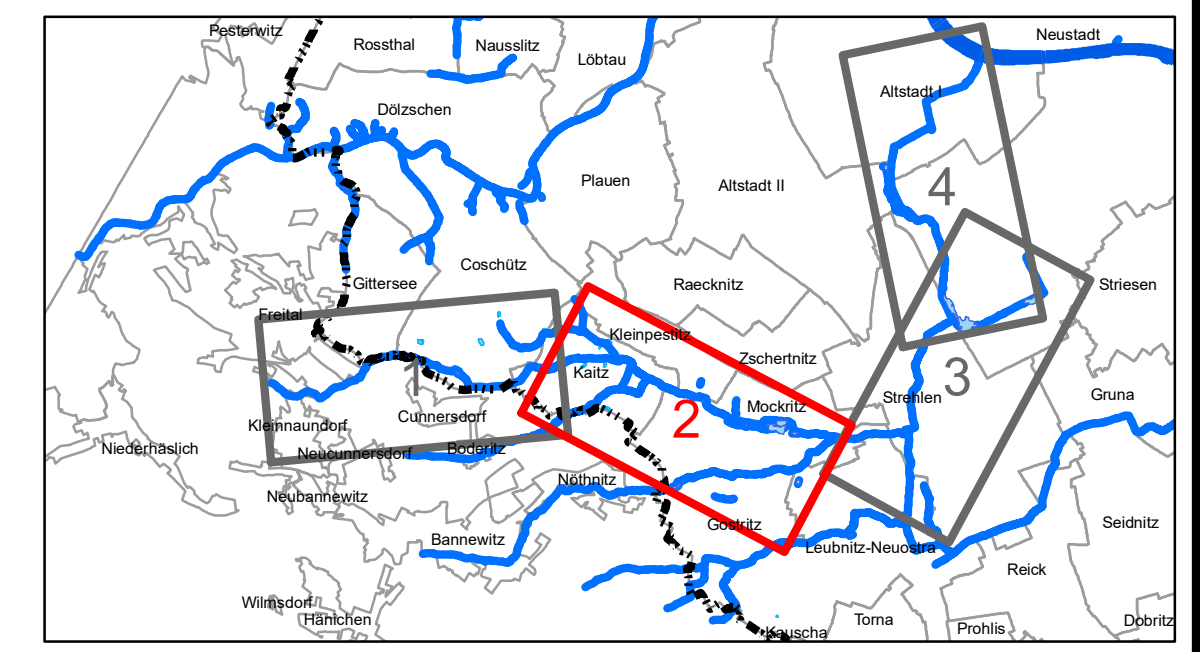 Pesterwitz
Rossthal
Nausslitz
Löbtau
Neustadt
Dölzschen
Altstadt I
Plauen
Altstadt II
4
Coschütz
Gittersee
Raecknitz
Striesen
Freital
Kleinpestitz
Zschertnitz
Kaitz
1
3
Strehlen
Gruna
Mockritz
2
Cunnersdorf
Kleinnaundorf
Niederhäslich
Neucunnersdorf
Boderitz
Nöthnitz
Neubannewitz
Gostritz
Seidnitz
Bannewitz
Leubnitz-Neuostra
Reick
Wilmsdorf
Hänichen
Torna
Prohlis
Dobritz
Kauscha